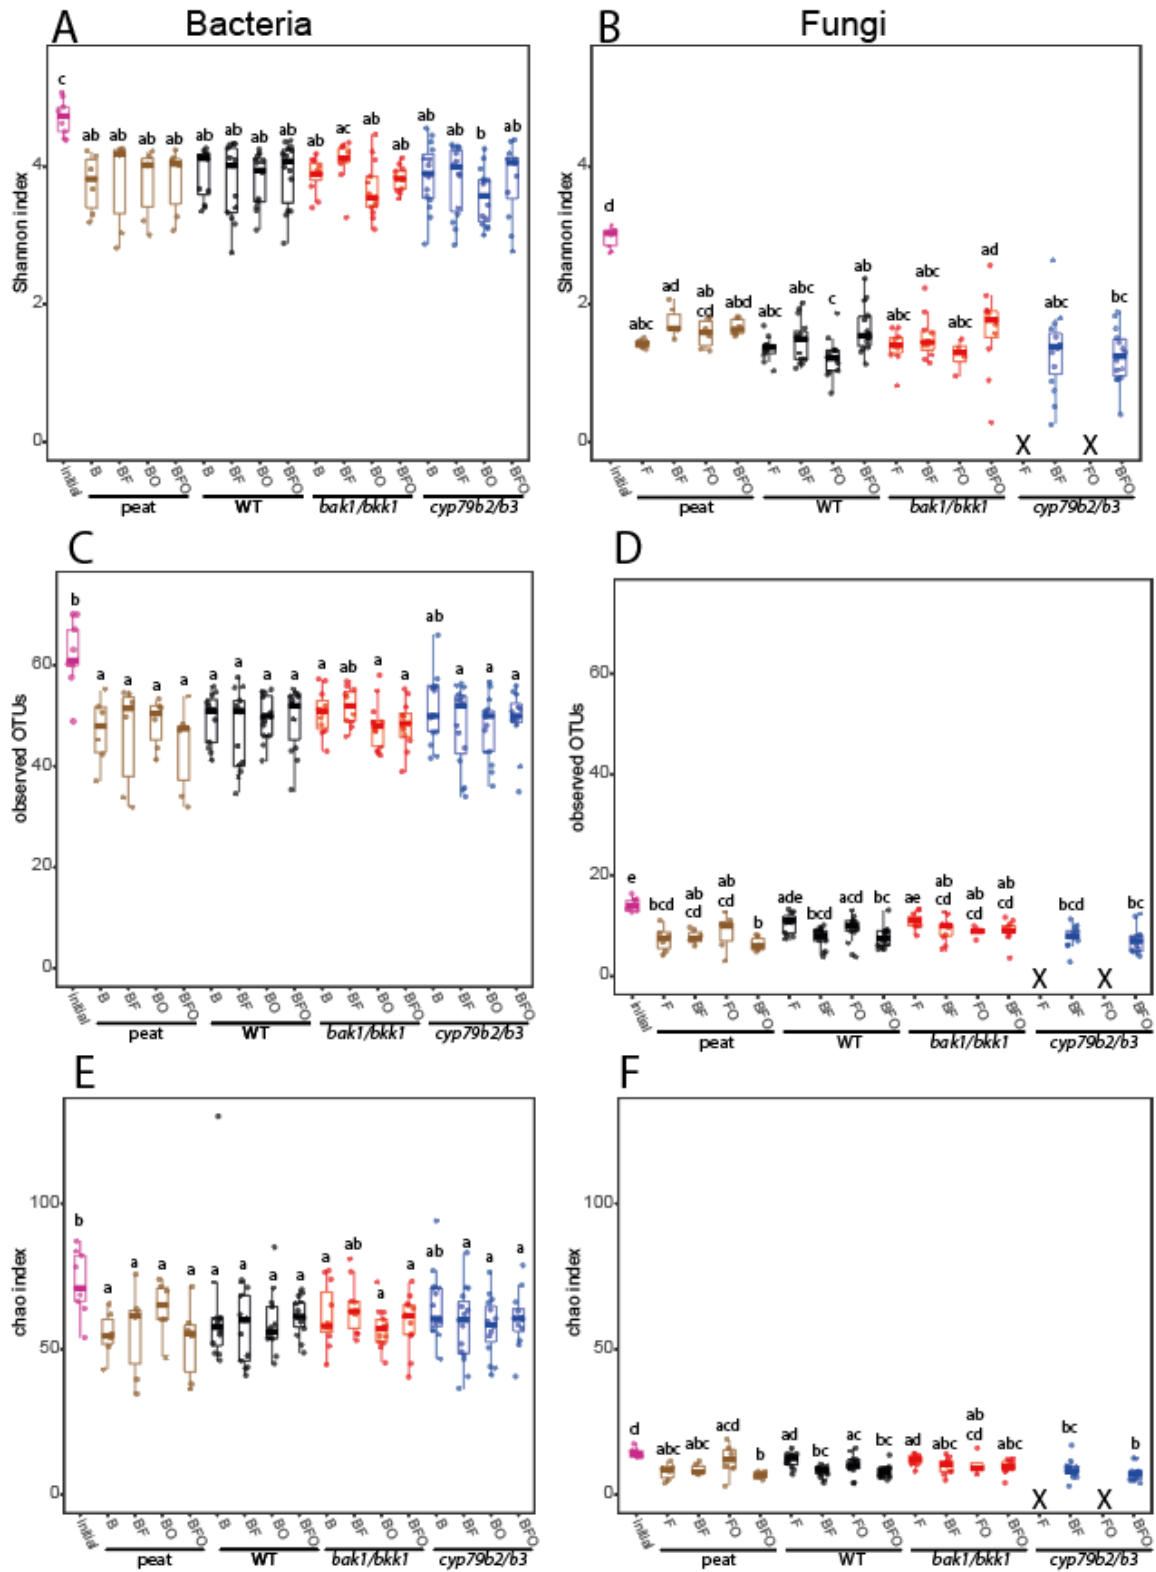 A Bacteria
B Fungi
Shannon index
4
2
0
c
ab ab ab ab ab ab ab ab ab ac ab ab ab ab b ab
Initial B BF BO BFO B BF BO BFO B BF BO BFO B BF BO BFO
peat WT bak1/bkk1 cyp79b2/b3
Shannon index
4
2
0
d
abc ad ab cd abd abc abc c ab abc abc abc ad abc bc
X X
Initial F BF FO BFO F BF FO BFO F BF FO BFO F BF FO BFO
peat WT bak1/bkk1 cyp79b2/b3
C
D
observed OTUs
60
40
20
0
b
a a a a a a a a a ab a a ab a a a
Initial B BF BO BFO B BF BO BFO B BF BO BFO B BF BO BFO
peat WT bak1/bkk1 cyp79b2/b3
observed OTUs
60
40
20
0
e
bcd ab cd ab cd b ade bcd acd bc ae ab cd ab cd ab cd bcd bc
X X
Initial F BF FO BFO F BF FO BFO F BF FO BFO F BF FO BFO
peat WT bak1/bkk1 cyp79b2/b3
E
F
chao index
100
50
0
b
a a a a a a a a a ab a a ab a a a
Initial B BF BO BFO B BF BO BFO B BF BO BFO B BF BO BFO
peat WT bak1/bkk1 cyp79b2/b3
chao index
100
50
0
d
abc abc acd b ad bc ac bc ad abc ab cd abc bc b
X X
Initial F BF FO BFO F BF FO BFO F BF FO BFO F BF FO BFO
peat WT bak1/bkk1 cyp79b2/b3